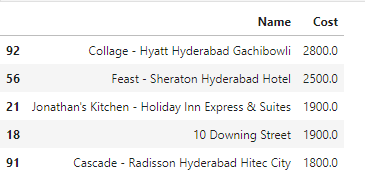 Name Cost
92 Collage - Hyatt Hyderabad Gachibowli 2800.0
56 Feast - Sheraton Hyderabad Hotel 2500.0
21 Jonathan's Kitchen - Holiday Inn Express & Suites 1900.0
18 10 Downing Street 1900.0
91 Cascade - Radisson Hyderabad Hitec City 1800.0